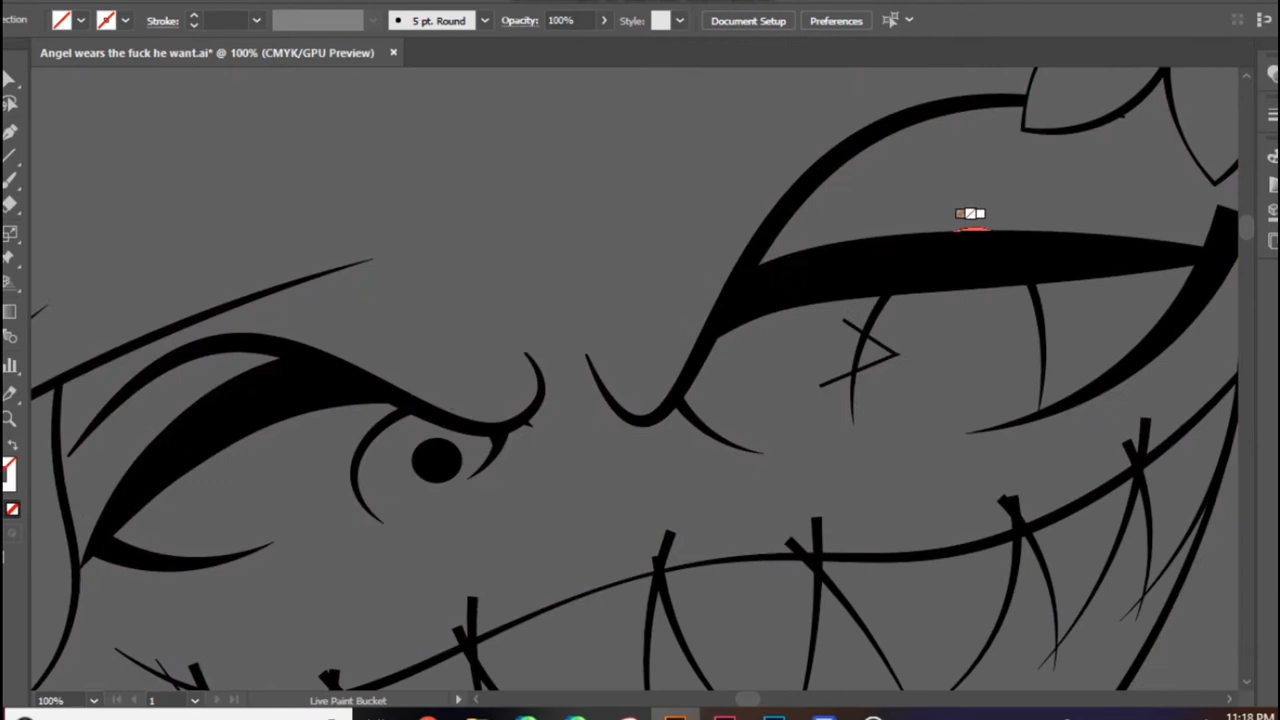 ection Stroke: 5 pt. Round Opacity: 100% Style: Document Setup Preferences
Angel wears the fuck he want.ai* @ 100% (CMYK/GPU Preview) ×
100% 1 Live Paint Bucket
11:18 PM